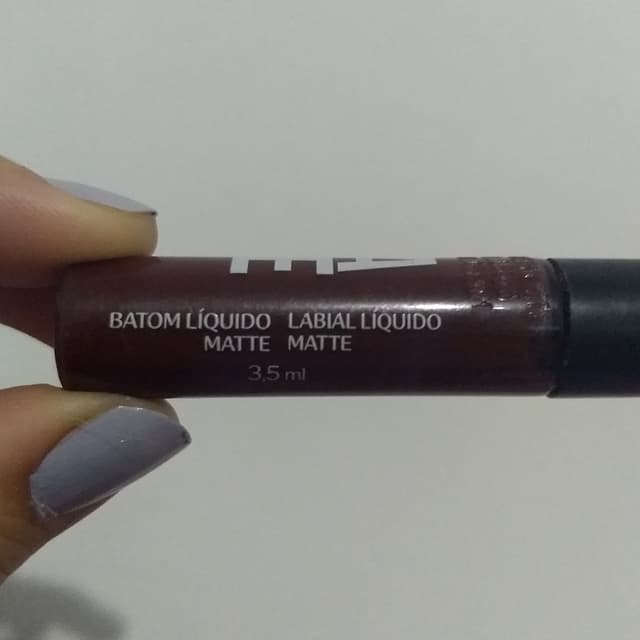 BATOM LÍQUIDO LABIAL LÍQUIDO
MATTE MATTE
3,5 ml